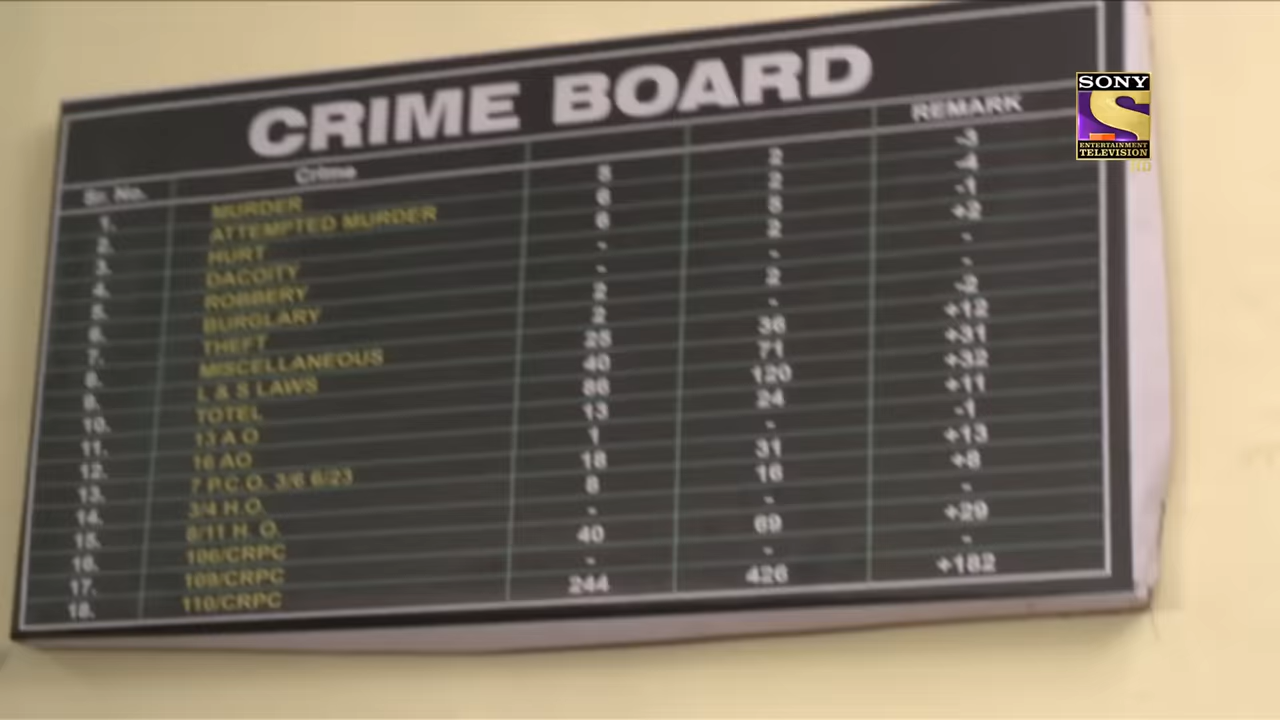 CRIME BOARD
Sr. No. Crime REMARK
1. MURDER 5 2 -3
2. ATTEMPTED MURDER 6 2 -4
3. HURT 6 5 -1
4. DACOITY - 2 +2
5. ROBBERY - - -
6. BURGLARY 2 2 -
7. THEFT 2 - -2
8. MISCELLANEOUS 25 36 +12
9. L & S LAWS 40 71 +31
10. TOTEL 86 120 +32
11. 13 A O 13 24 +11
12. 16 AO 1 - -1
13. 7 P.C.O. 3/6 6/23 18 31 +13
14. 3/4 H.O. 8 16 +8
15. 8/11 H. O. - - -
16. 106/CRPC 40 69 +29
17. 109/CRPC - - -
18. 110/CRPC 244 426 +182
SONY
ENTERTAINMENT
TELEVISION
HD